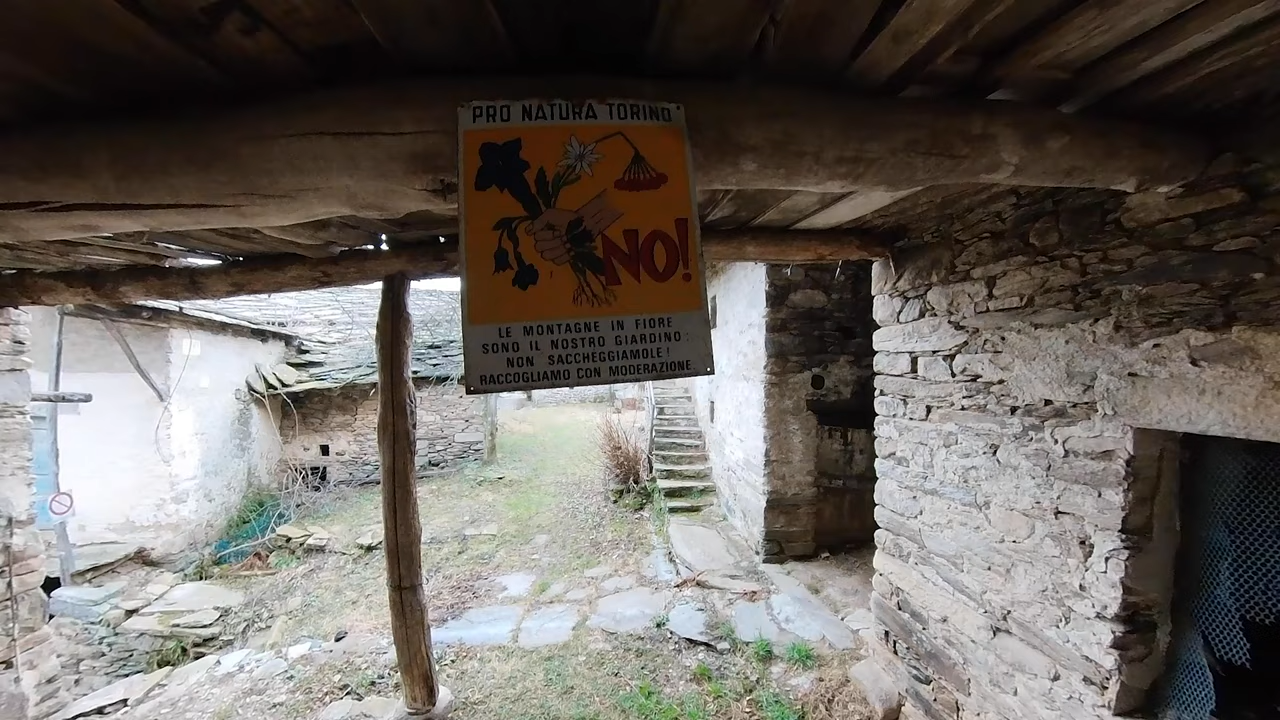 PRO NATURA TORINO
NO!
LE MONTAGNE IN FIORE
SONO IL NOSTRO GIARDINO:
NON SACCHEGGIAMOLE!
RACCOGLIAMO CON MODERAZIONE.